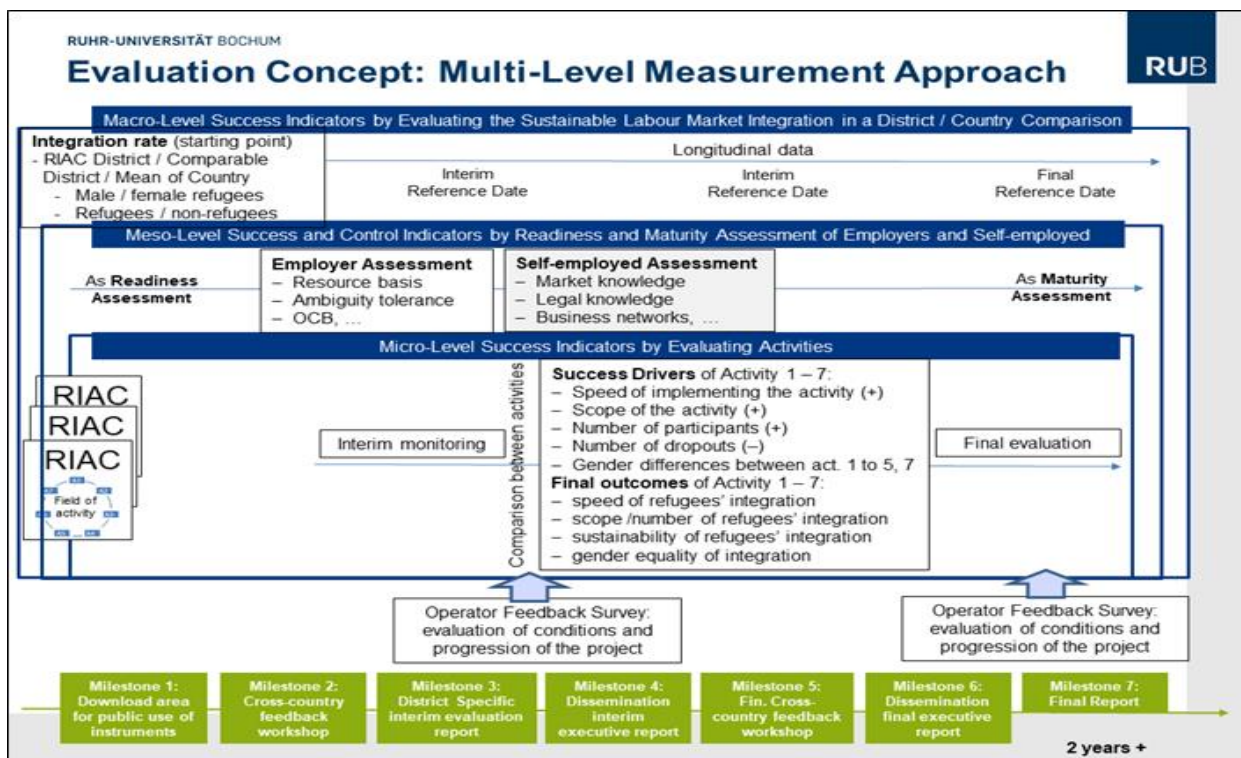 RUHR-UNIVERSITÄT BOCHUM
Evaluation Concept: Multi-Level Measurement Approach
RUB
Macro-Level Success Indicators by Evaluating the Sustainable Labour Market Integration in a District / Country Comparison
Integration rate (starting point)
- RIAC District / Comparable
District / Mean of Country
- Male / female refugees
- Refugees / non-refugees
Longitudinal data
Interim
Reference Date
Interim
Reference Date
Final
Reference Date
Meso-Level Success and Control Indicators by Readiness and Maturity Assessment of Employers and Self-employed
As Readiness
Assessment
Employer Assessment
– Resource basis
– Ambiguity tolerance
– OCB, ...
Self-employed Assessment
– Market knowledge
– Legal knowledge
– Business networks, ...
As Maturity
Assessment
Micro-Level Success Indicators by Evaluating Activities
RIAC
RIAC
RIAC
Field of
activity
Interim monitoring
Comparison between activities
Success Drivers of Activity 1 – 7:
– Speed of implementing the activity (+)
– Scope of the activity (+)
– Number of participants (+)
– Number of dropouts (–)
– Gender differences between act. 1 to 5, 7
Final outcomes of Activity 1 – 7:
– speed of refugees' integration
– scope /number of refugees' integration
– sustainability of refugees' integration
– gender equality of integration
Final evaluation
Operator Feedback Survey:
evaluation of conditions and
progression of the project
Operator Feedback Survey:
evaluation of conditions and
progression of the project
Milestone 1:
Download area
for public use of
instruments
Milestone 2:
Cross-country
feedback
workshop
Milestone 3:
District Specific
interim evaluation
report
Milestone 4:
Dissemination
interim
executive report
Milestone 5:
Fin. Cross-
country feedback
workshop
Milestone 6:
Dissemination
final executive
report
Milestone 7:
Final Report
2 years +